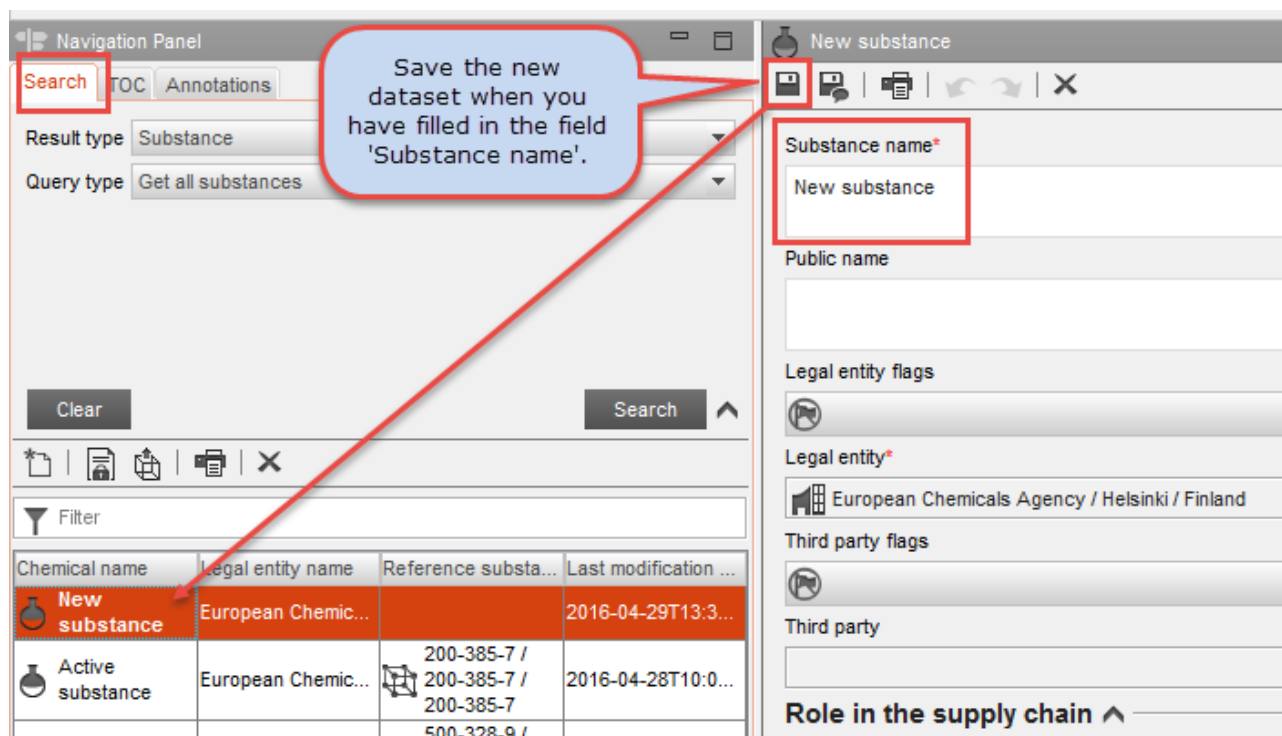 Navigation Panel
Search TOC Annotations
Result type Substance
Query type Get all substances
Save the new
dataset when you
have filled in the field
'Substance name'.
Clear
Search
Filter
Chemical name Legal entity name Reference substa... Last modification ...
New
substance
European Chemic...
2016-04-29T13:3...
Active
substance
European Chemic...
200-385-7 /
200-385-7 /
200-385-7
2016-04-28T10:0...
500-328-9 /
New substance
Substance name*
New substance
Public name
Legal entity flags
Legal entity*
European Chemicals Agency / Helsinki / Finland
Third party flags
Third party
Role in the supply chain